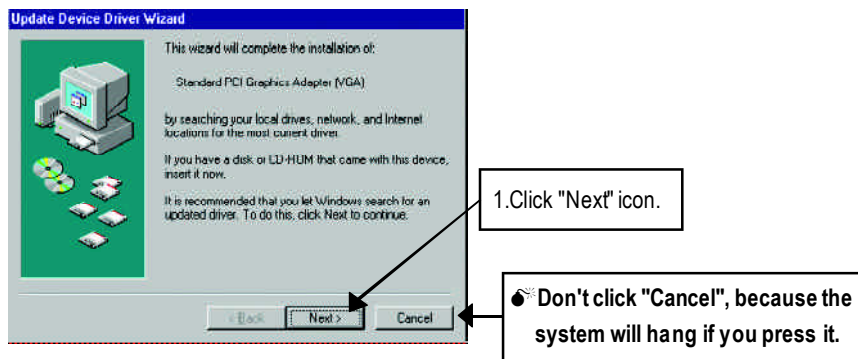 Update Device Driver Wizard
This wizard will complete the installation of:
Standard PCI Graphics Adapter (VGA)
by searching your local drives, network, and Internet
locations for the most current driver.
If you have a disk or CD-ROM that came with this device,
insert it now.
It is recommended that you let Windows search for an
updated driver. To do this, click Next to continue.
< Back
Next >
Cancel
1.Click "Next" icon.
💣Don't click "Cancel", because the
system will hang if you press it.